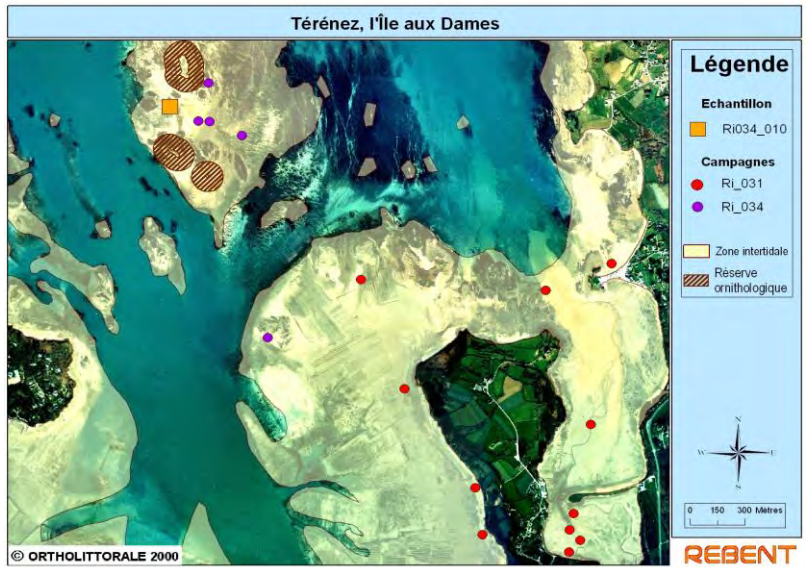 Térénez, l'Île aux Dames
Légende
Echantillon
Ri034_010
Campagnes
Ri_031
Ri_034
Zone intertidale
Réserve
ornithologique
N
W E
S
0 150 300 Mètres
© ORTHOLITTORALE 2000
REBENT